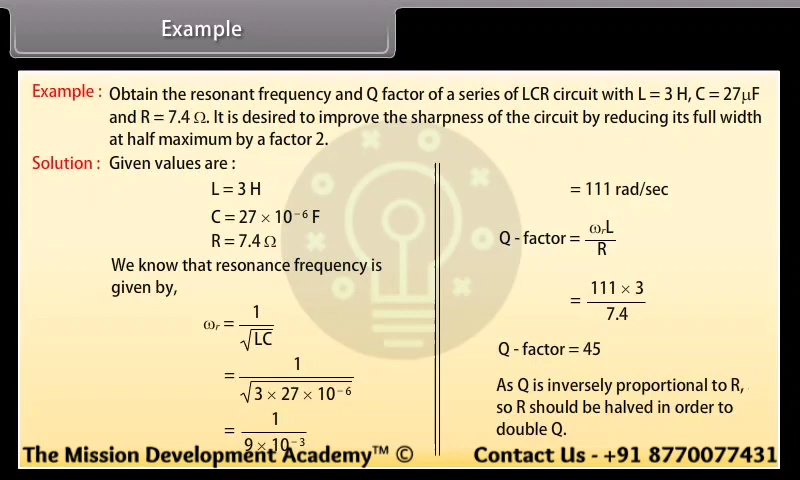 Example
Example : Obtain the resonant frequency and Q factor of a series of LCR circuit with L = 3 H, C = 27μF
and R = 7.4 Ω. It is desired to improve the sharpness of the circuit by reducing its full width
at half maximum by a factor 2.
Solution : Given values are :
L = 3 H
C = 27 × 10⁻⁶ F
R = 7.4 Ω
We know that resonance frequency is
given by,
ωᵣ = 1 / √LC
= 1 / √(3 × 27 × 10⁻⁶)
= 1 / (9 × 10⁻³)
= 111 rad/sec
Q - factor = ωᵣL / R
= (111 × 3) / 7.4
Q - factor = 45
As Q is inversely proportional to R,
so R should be halved in order to
double Q.
The Mission Development Academy™ ©
Contact Us - +91 8770077431